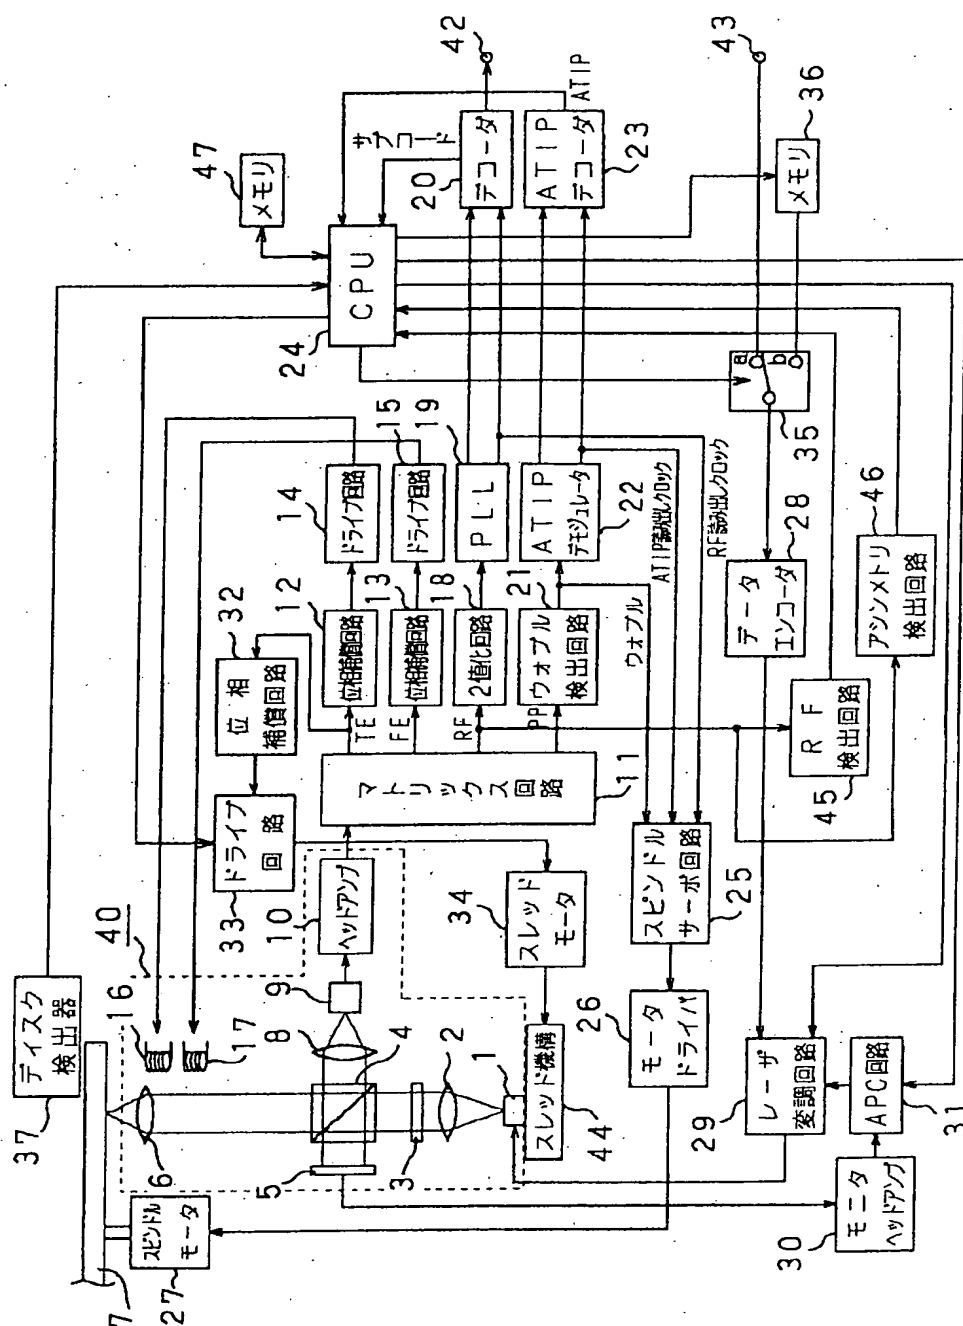 37
ディスク
検出器
40
16
17
6
5
8
4
3
2
1
9
10
ヘッドアンプ
7
スピンドル
モータ
27
33
ドライブ
回路
32
位相
補償回路
マトリックス回路
11
TE
FE
RF
PP
12
位相補償回路
13
位相補償回路
18
2値化回路
21
ウォブル
検出回路
14
ドライブ回路
15
ドライブ回路
19
PLL
ATIP
デモジュレータ
22
47
メモリ
24
CPU
サブコード
20
デコーダ
42
ATIP
ATIP
デコーダ
23
43
36
メモリ
a
b
35
ウォブル
ATIP読み出しクロック
RF読み出しクロック
34
スレッド
モータ
スレッド機構
44
スピンドル
サーボ回路
25
26
モータ
ドライバ
28
データ
エンコーダ
46
アシンメトリ
検出回路
RF
検出回路
45
29
レーザ
変調回路
APC回路
31
30
モニタ
ヘッドアンプ